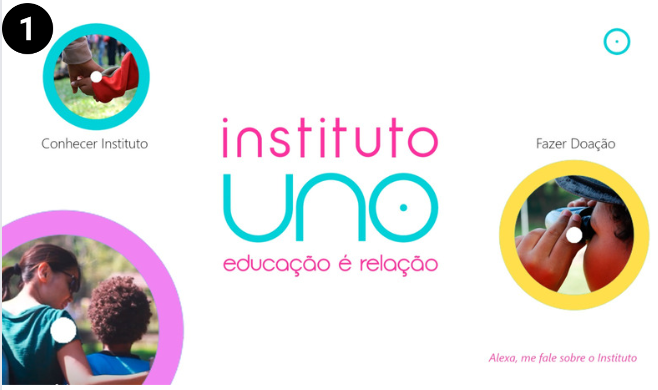 1
Conhecer Instituto
Fazer Doação
instituto
uno
educação é relação
Alexa, me fale sobre o Instituto